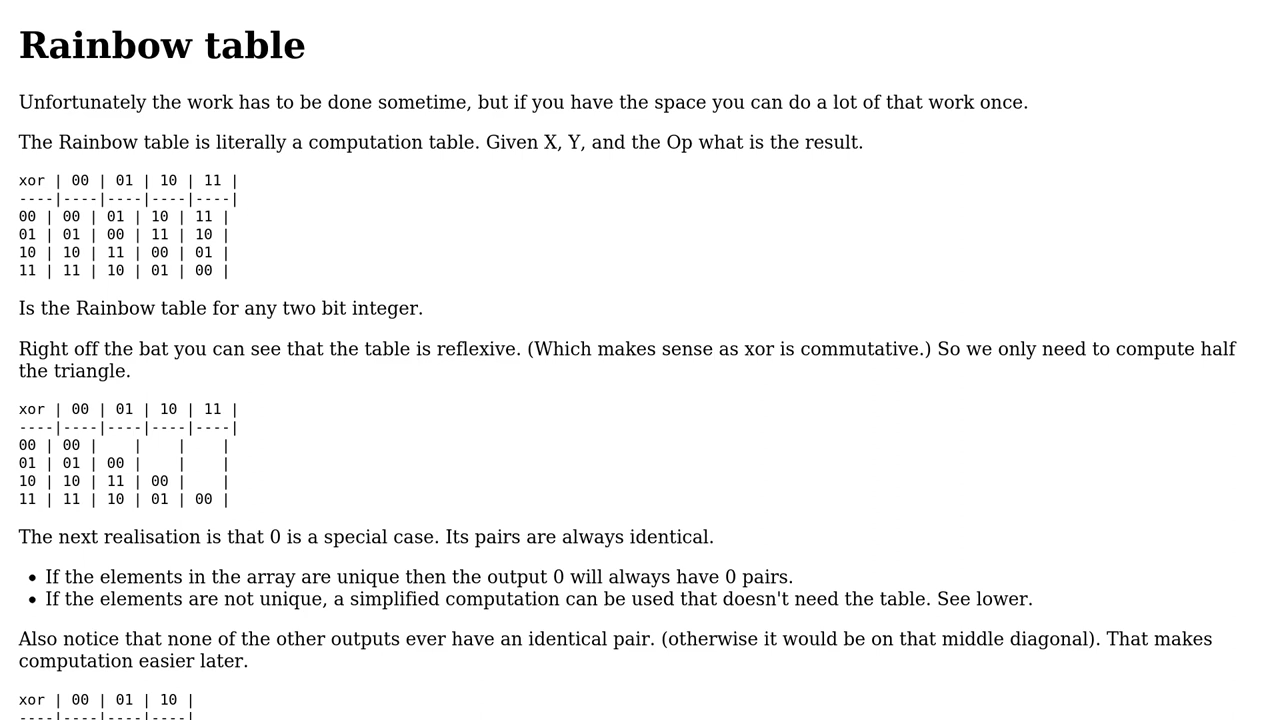 Rainbow table
Unfortunately the work has to be done sometime, but if you have the space you can do a lot of that work once.
The Rainbow table is literally a computation table. Given X, Y, and the Op what is the result.
xor | 00 | 01 | 10 | 11 |
----|----|----|----|----|
00 | 00 | 01 | 10 | 11 |
01 | 01 | 00 | 11 | 10 |
10 | 10 | 11 | 00 | 01 |
11 | 11 | 10 | 01 | 00 |
Is the Rainbow table for any two bit integer.
Right off the bat you can see that the table is reflexive. (Which makes sense as xor is commutative.) So we only need to compute half
the triangle.
xor | 00 | 01 | 10 | 11 |
----|----|----|----|----|
00 | 00 |    |    |    |
01 | 01 | 00 |    |    |
10 | 10 | 11 | 00 |    |
11 | 11 | 10 | 01 | 00 |
The next realisation is that 0 is a special case. Its pairs are always identical.
• If the elements in the array are unique then the output 0 will always have 0 pairs.
• If the elements are not unique, a simplified computation can be used that doesn't need the table. See lower.
Also notice that none of the other outputs ever have an identical pair. (otherwise it would be on that middle diagonal). That makes
computation easier later.
xor | 00 | 01 | 10 |
----|----|----|----|